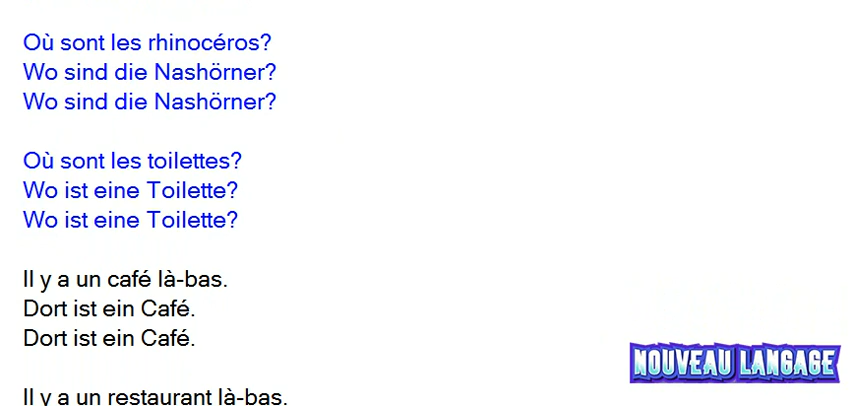 Où sont les rhinocéros?
Wo sind die Nashörner?
Wo sind die Nashörner?
Où sont les toilettes?
Wo ist eine Toilette?
Wo ist eine Toilette?
Il y a un café là-bas.
Dort ist ein Café.
Dort ist ein Café.
Il y a un restaurant là-bas.
NOUVEAU LANGAGE